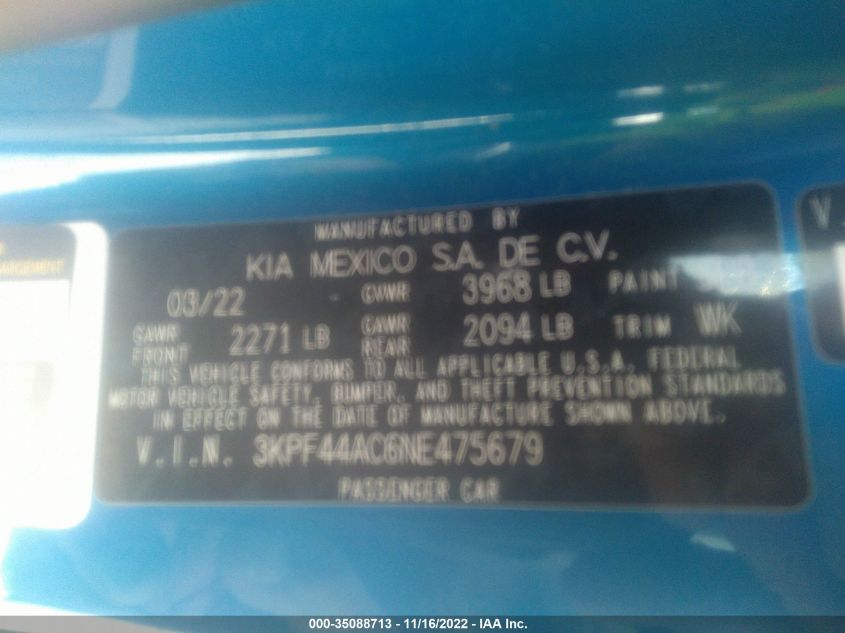 MANUFACTURED BY
KIA MEXICO S.A. DE C.V.
03/22 GVWR 3968 LB PAINT
GAWR FRONT 2271 LB GAWR REAR 2094 LB TRIM WK
THIS VEHICLE CONFORMS TO ALL APPLICABLE U.S.A. FEDERAL
MOTOR VEHICLE SAFETY, BUMPER, AND THEFT PREVENTION STANDARDS
IN EFFECT ON THE DATE OF MANUFACTURE SHOWN ABOVE.
V.I.N. 3KPF44AC6NE475679
PASSENGER CAR
V.
000-35088713 - 11/16/2022 - IAA Inc.